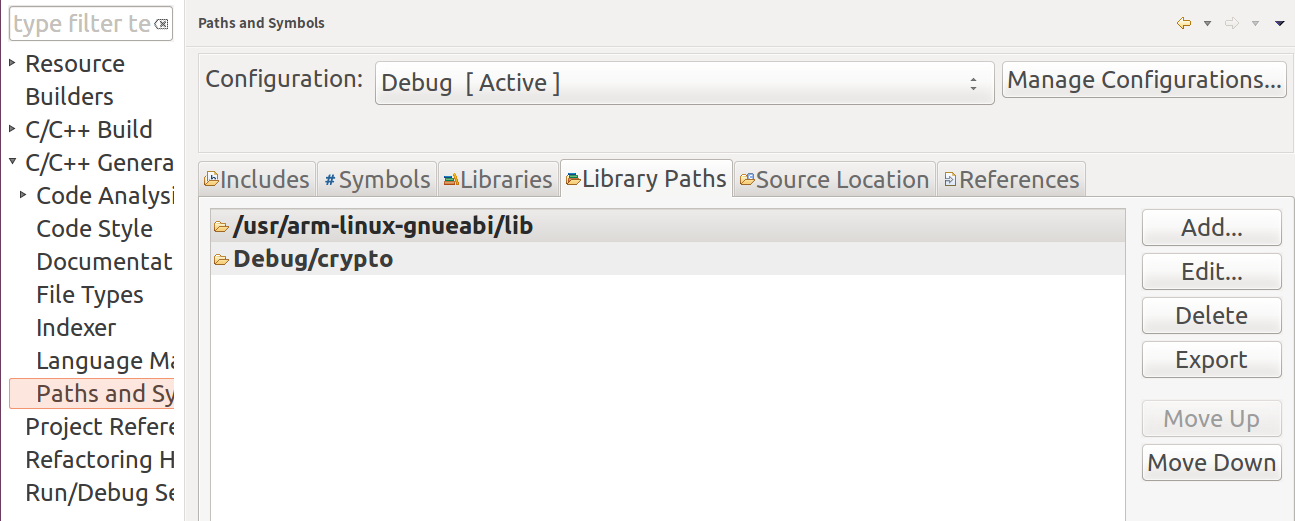 type filter te
Resource
Builders
C/C++ Build
C/C++ Genera
Code Analysi
Code Style
Documentat
File Types
Indexer
Language Ma
Paths and Sy
Project Refere
Refactoring H
Run/Debug Se
Paths and Symbols
Configuration:
Debug [ Active ]
Manage Configurations...
Includes
# Symbols
Libraries
Library Paths
Source Location
References
/usr/arm-linux-gnueabi/lib
Debug/crypto
Add...
Edit...
Delete
Export
Move Up
Move Down